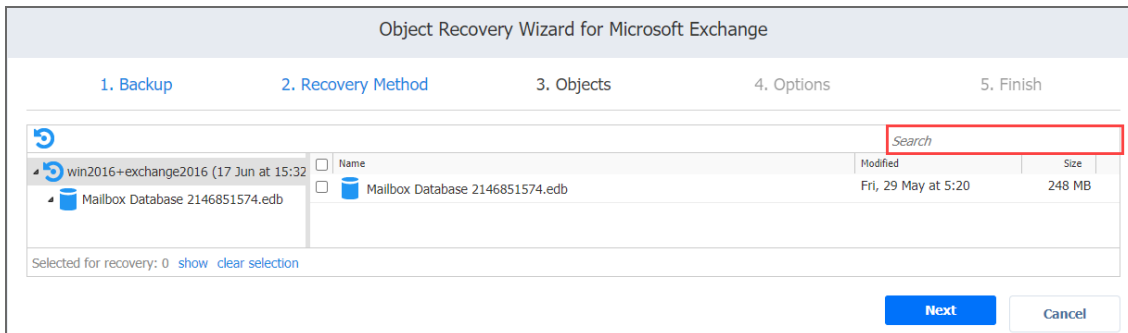 Object Recovery Wizard for Microsoft Exchange
1. Backup 2. Recovery Method 3. Objects 4. Options 5. Finish
Search
win2016+exchange2016 (17 Jun at 15:32
Name Modified Size
Mailbox Database 2146851574.edb
Mailbox Database 2146851574.edb Fri, 29 May at 5:20 248 MB
Selected for recovery: 0 show clear selection
Next Cancel